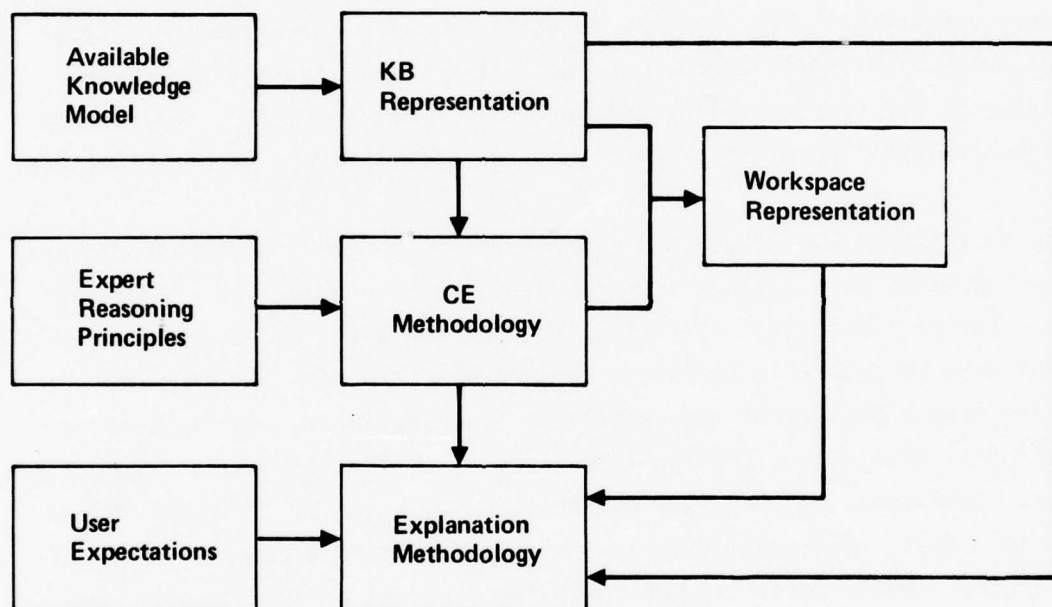 Available
Knowledge
Model
KB
Representation
Workspace
Representation
Expert
Reasoning
Principles
CE
Methodology
User
Expectations
Explanation
Methodology